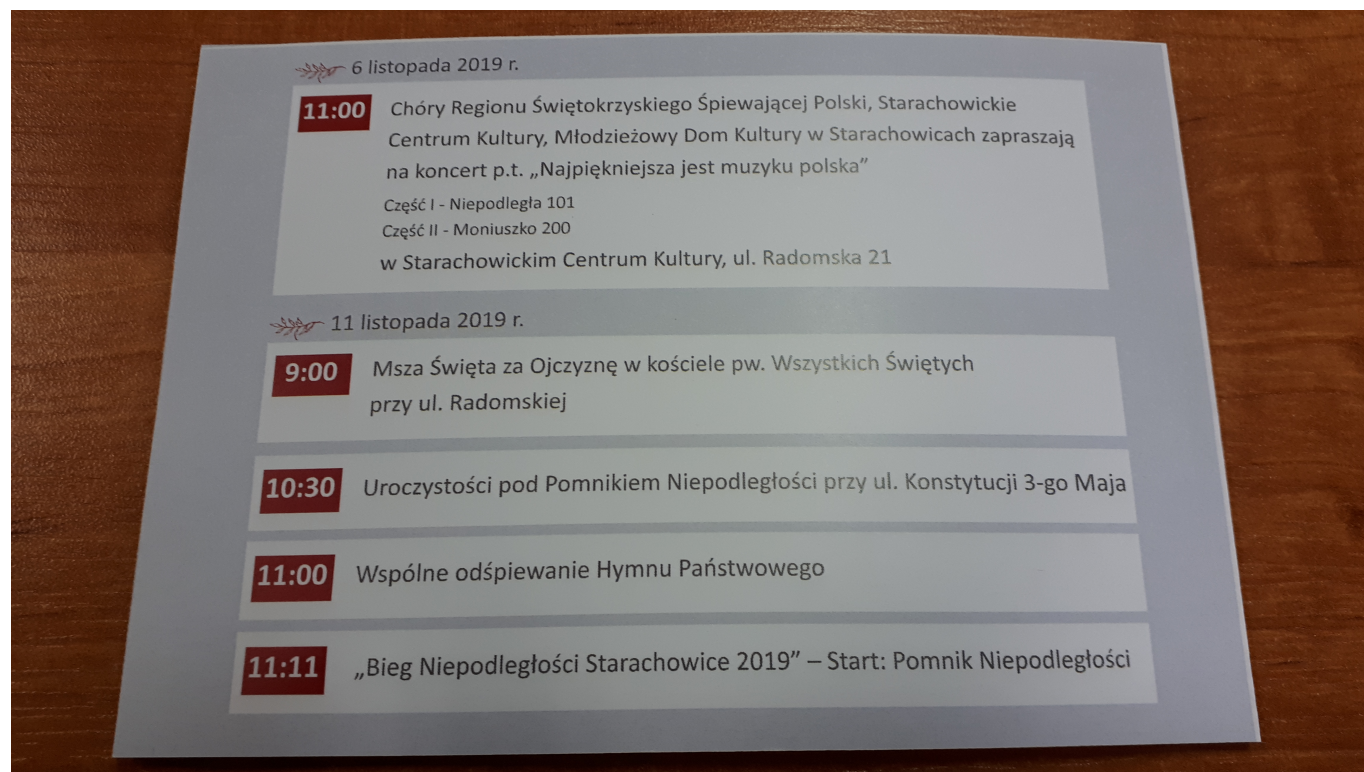 6 listopada 2019 r.
11:00
Chóry Regionu Świętokrzyskiego Śpiewającej Polski, Starachowickie
Centrum Kultury, Młodzieżowy Dom Kultury w Starachowicach zapraszają
na koncert p.t. „Najpiękniejsza jest muzyku polska”
Część I - Niepodległa 101
Część II - Moniuszko 200
w Starachowickim Centrum Kultury, ul. Radomska 21
11 listopada 2019 r.
9:00
Msza Święta za Ojczyznę w kościele pw. Wszystkich Świętych
przy ul. Radomskiej
10:30
Uroczystości pod Pomnikiem Niepodległości przy ul. Konstytucji 3-go Maja
11:00
Wspólne odśpiewanie Hymnu Państwowego
11:11
„Bieg Niepodległości Starachowice 2019” – Start: Pomnik Niepodległości